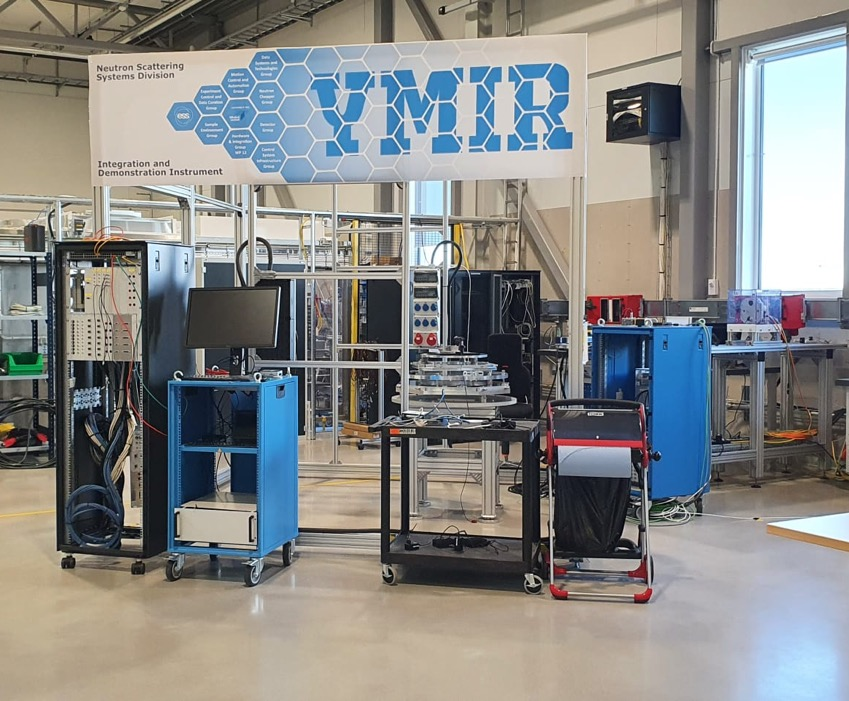 Neutron Scattering
Systems Division
YMIR
Data
Systems and
Technologies
Group
Motion
Control and
Automation
Group
Neutron
Chopper
Group
Experiment
Control and
Data Curation
Group
ess
Detector
Group
Sample
Environment
Group
Hardware
& Integration
Group
WP 12
Control
System
Infrastructure
Group
Integration and
Demonstration Instrument